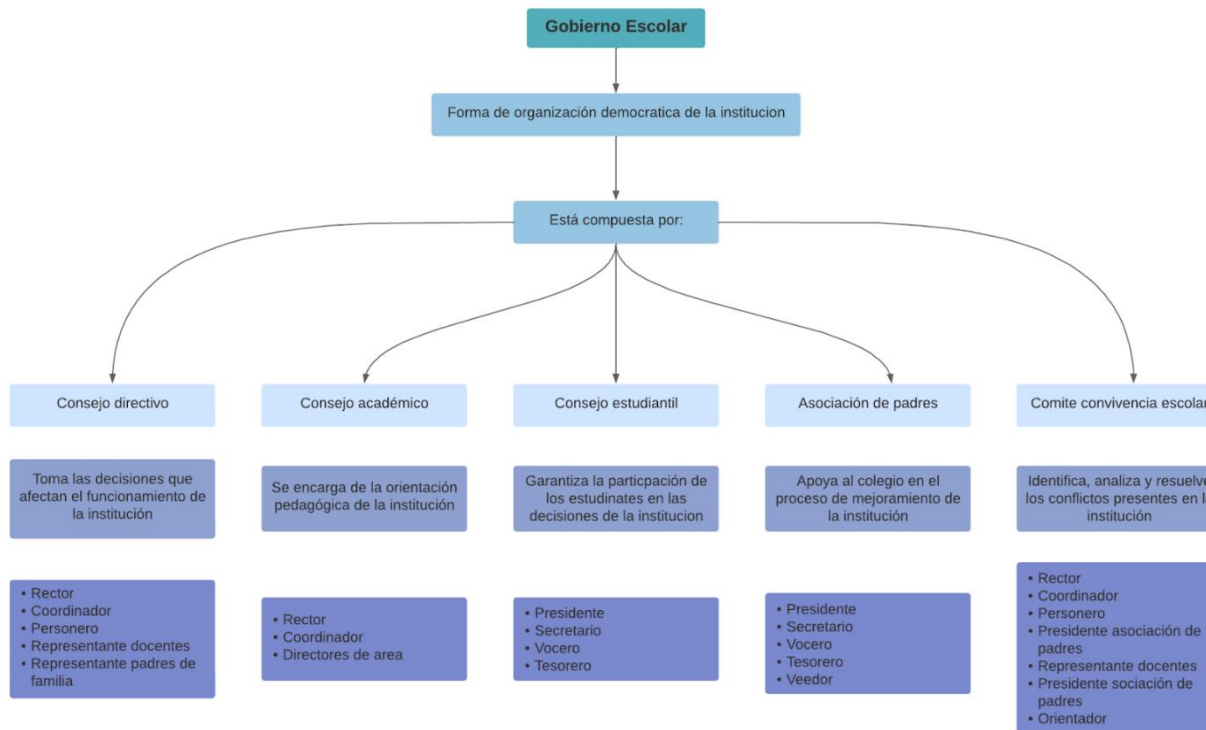 Gobierno Escolar
Forma de organización democratica de la institucion
Está compuesta por:
Consejo directivo
Consejo académico
Consejo estudiantil
Asociación de padres
Comite convivencia escolar
Toma las decisiones que
afectan el funcionamiento de
la institución
Se encarga de la orientación
pedagógica de la institución
Garantiza la particpación de
los estudinates en las
decisiones de la institucion
Apoya al colegio en el
proceso de mejoramiento de
la institución
Identifica, analiza y resuelve
los conflictos presentes en
institución
• Rector
• Coordinador
• Personero
• Representante docentes
• Representante padres de
familia
• Rector
• Coordinador
• Directores de area
• Presidente
• Secretario
• Vocero
• Tesorero
• Presidente
• Secretario
• Vocero
• Tesorero
• Veedor
• Rector
• Coordinador
• Personero
• Presidente asociación de
padres
• Representante docentes
• Presidente sociación de
padres
• Orientador